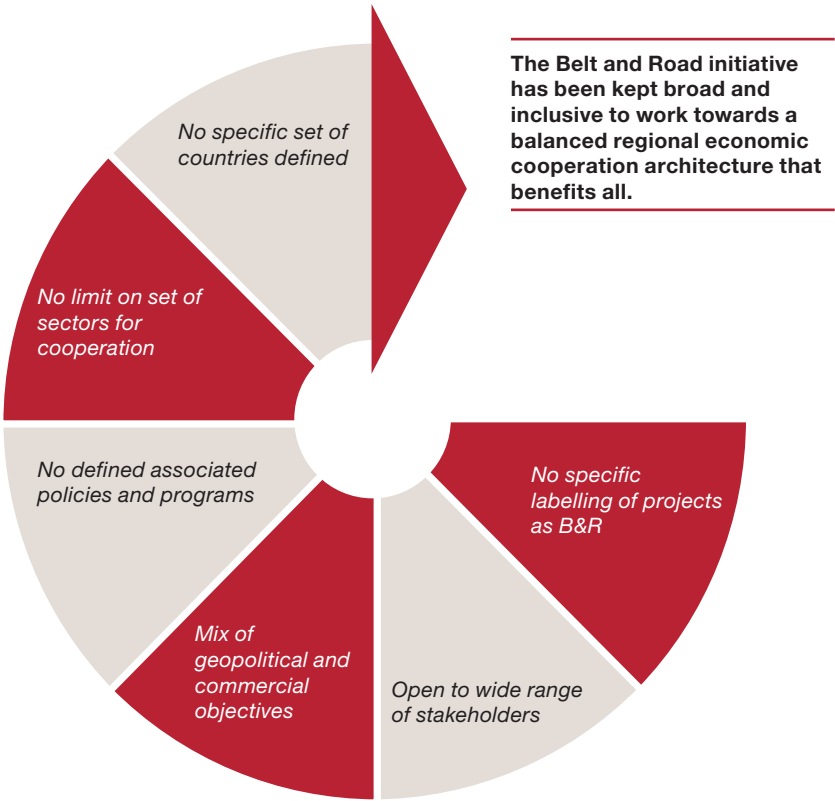 The Belt and Road initiative
has been kept broad and
inclusive to work towards a
balanced regional economic
cooperation architecture that
benefits all.
No specific set of
countries defined
No limit on set of
sectors for
cooperation
No defined associated
policies and programs
Mix of
geopolitical and
commercial
objectives
Open to wide range
of stakeholders
No specific
labelling of projects
as B&R